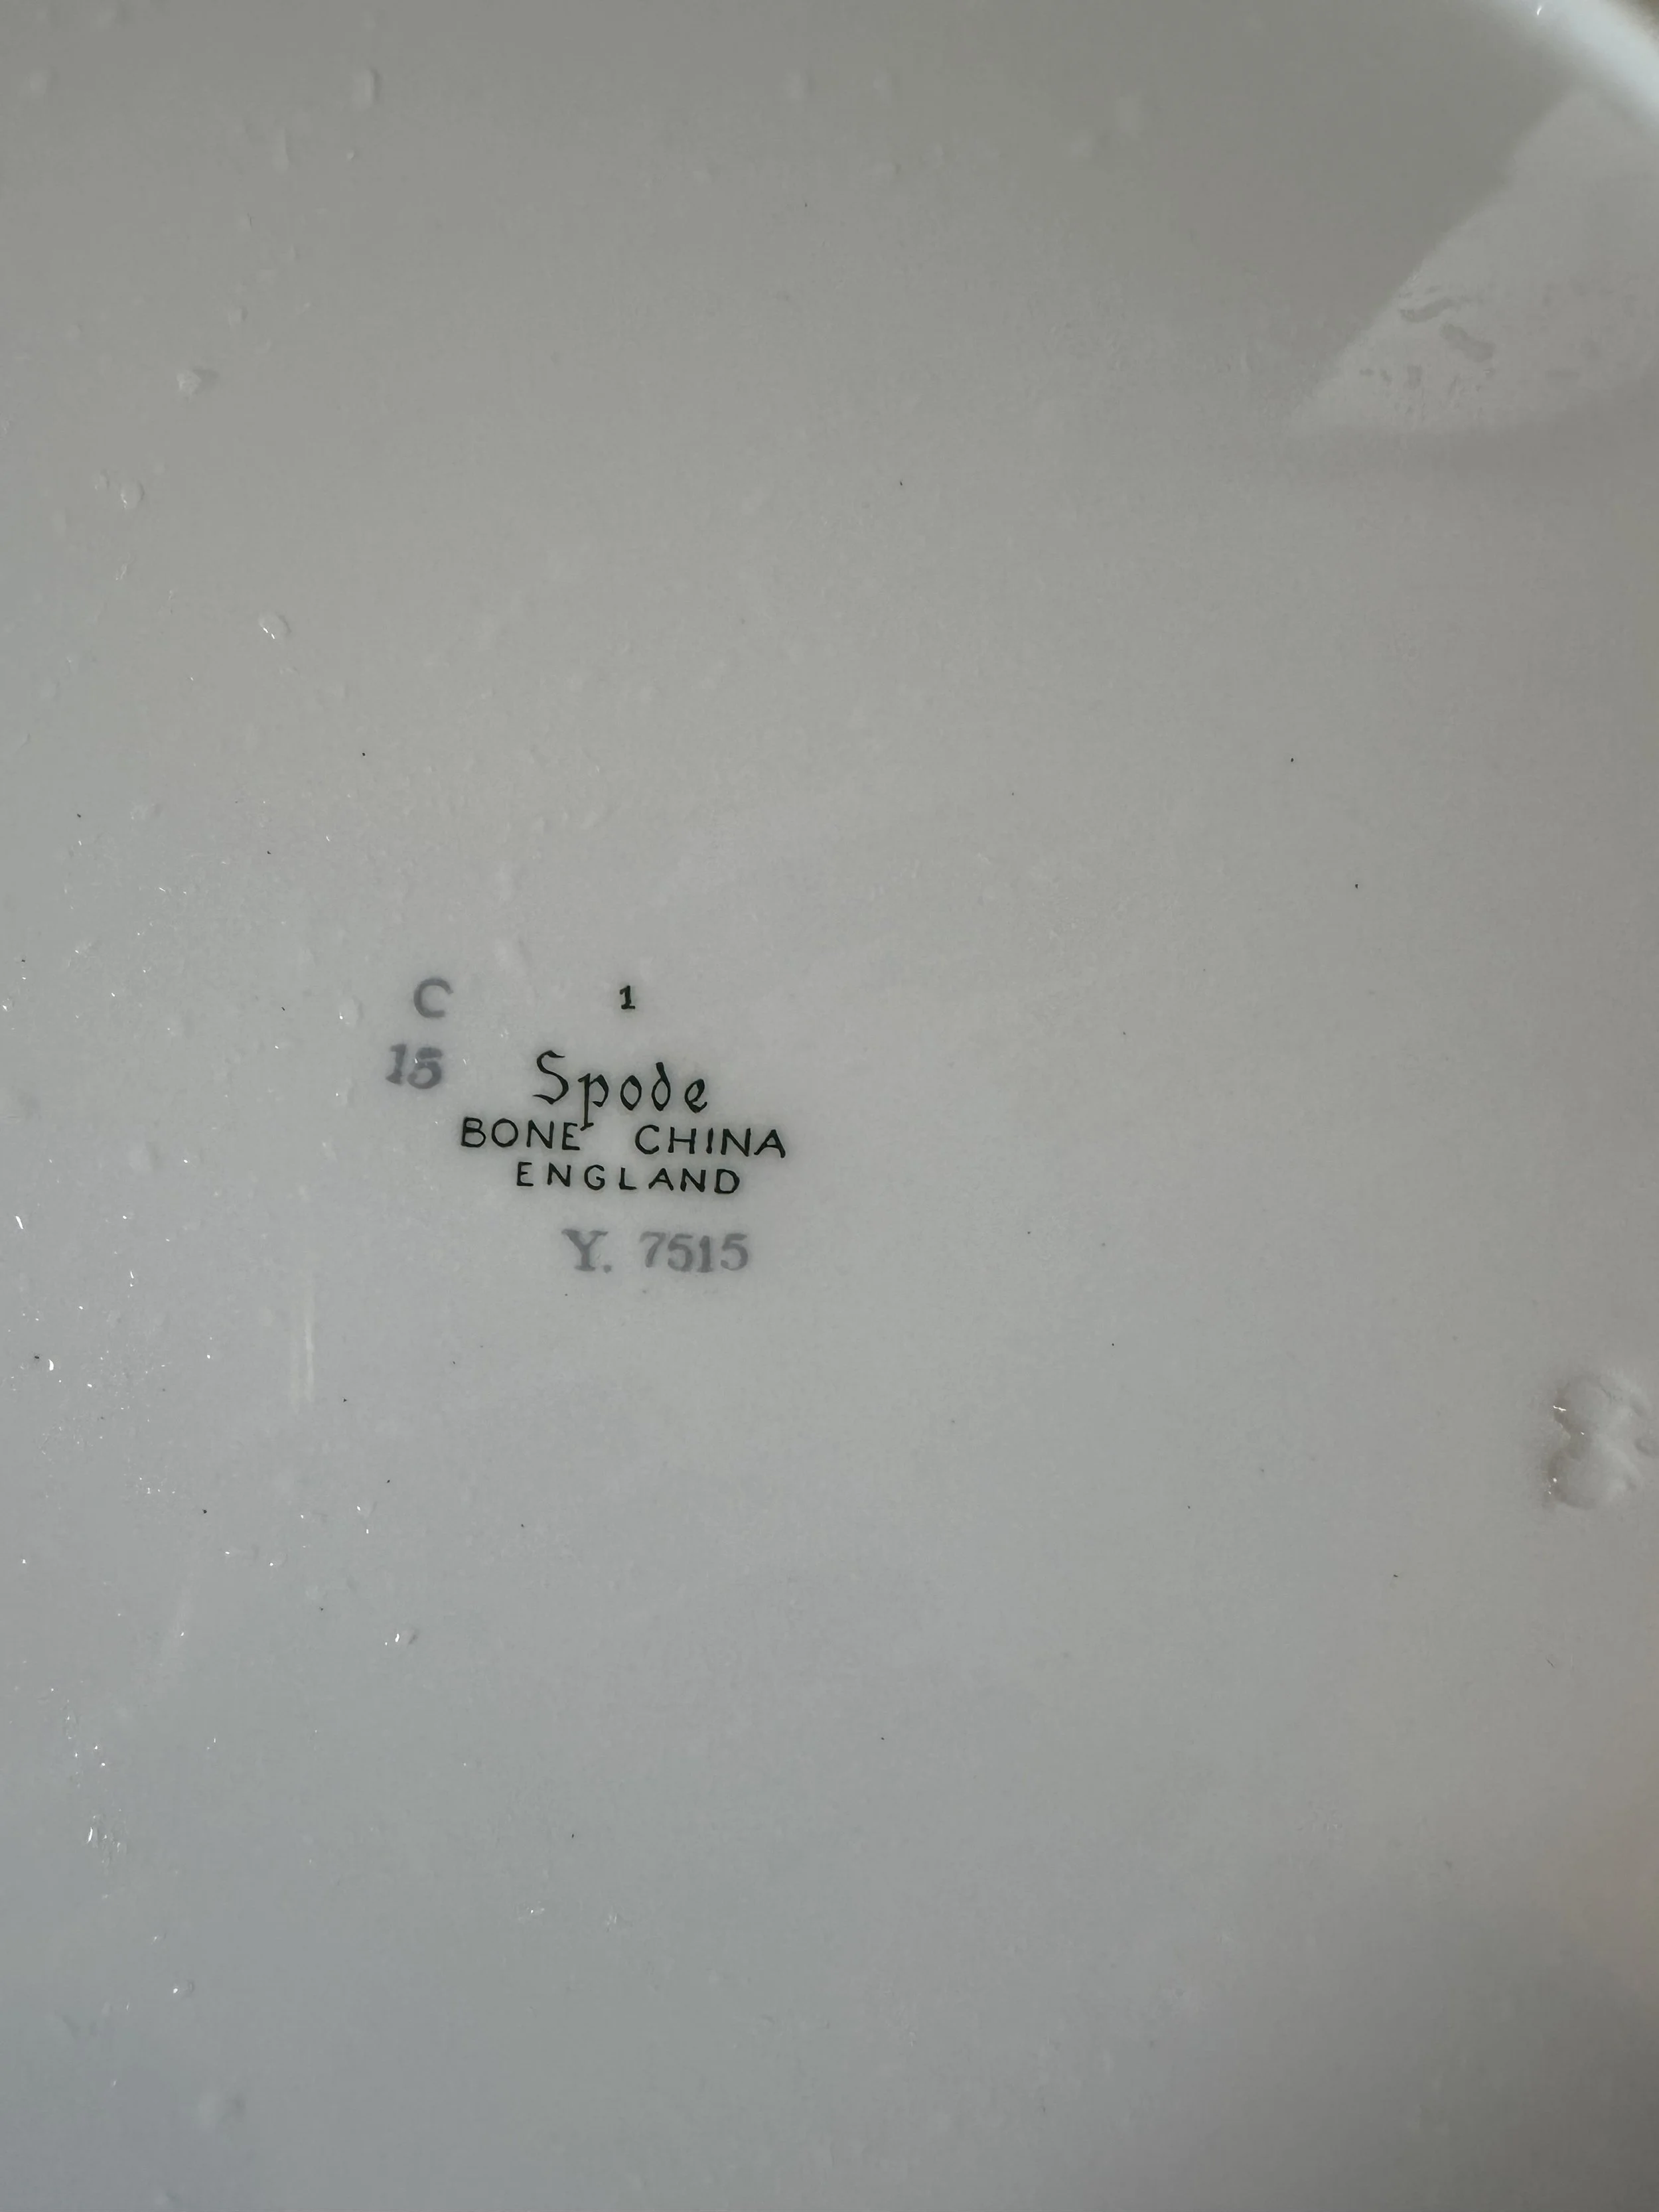 C 1
15
Spode
BONE CHINA
ENGLAND
Y. 7515